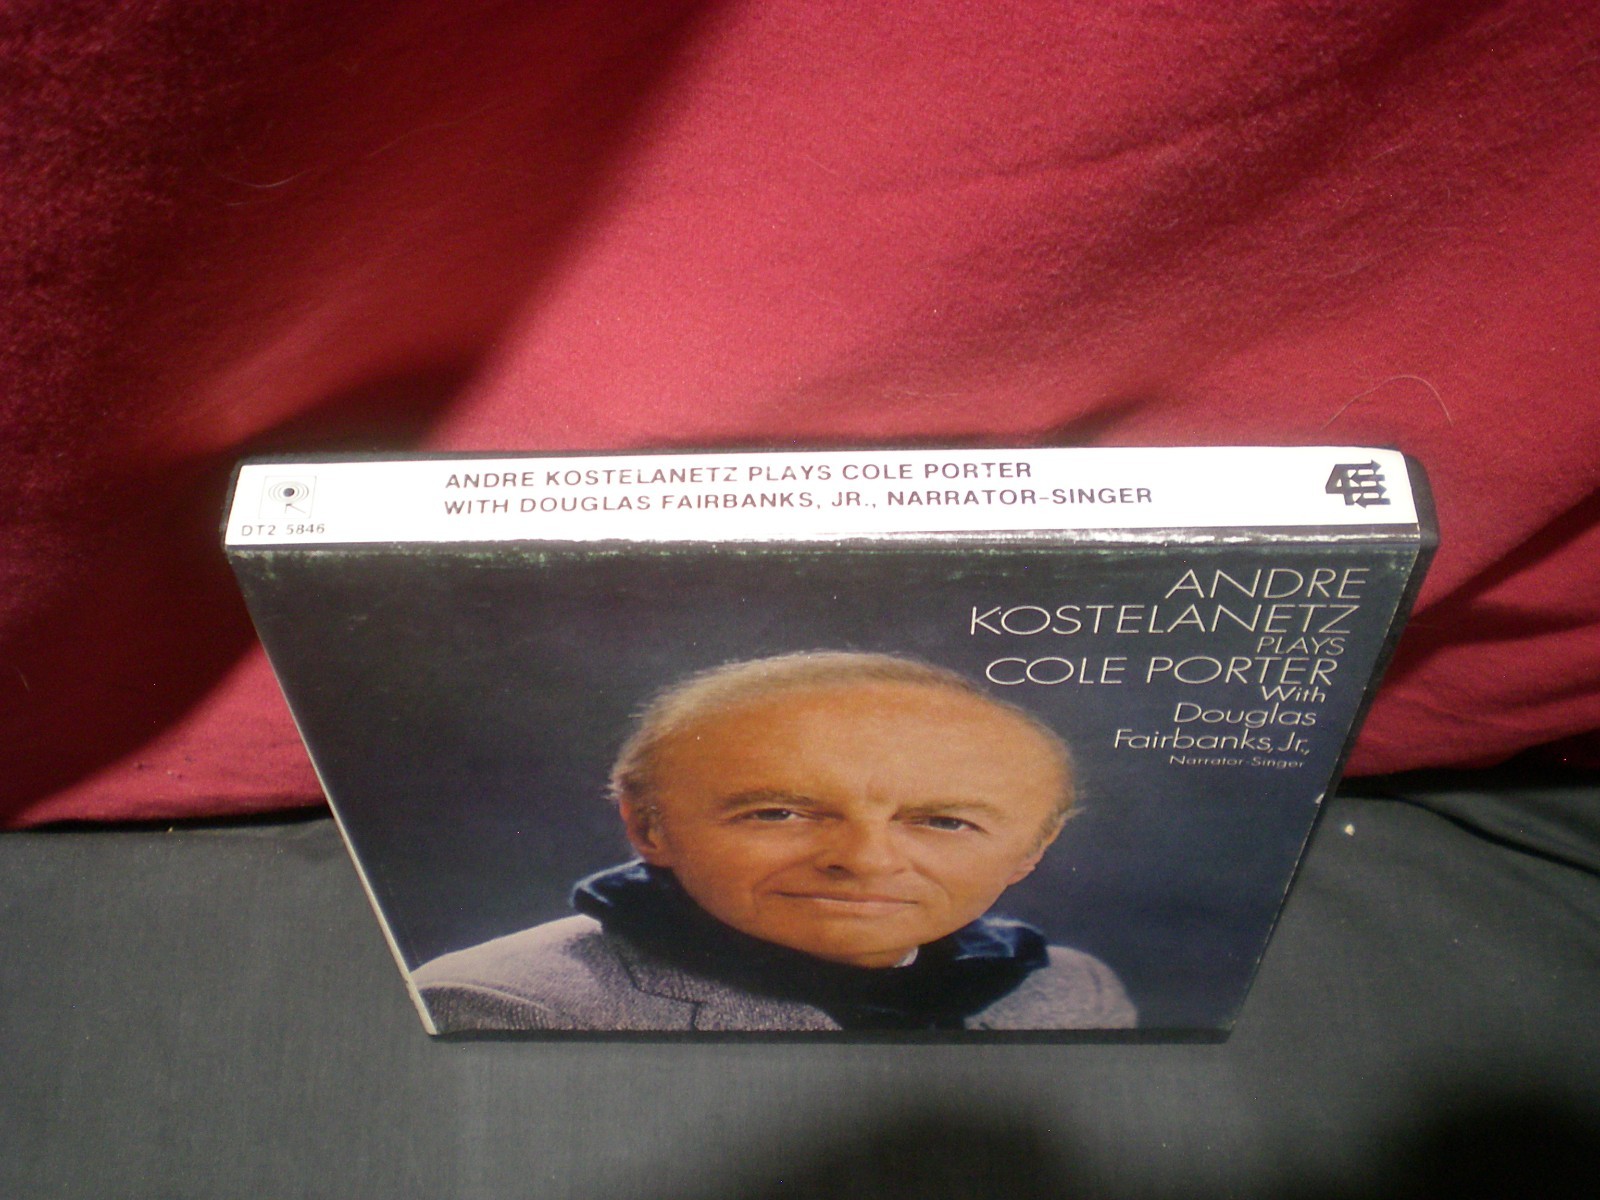 ANDRE KOSTELANETZ PLAYS COLE PORTER
WITH DOUGLAS FAIRBANKS, JR., NARRATOR-SINGER
DT2 5846
4
ANDRE
KOSTELANETZ
PLAYS
COLE PORTER
With
Douglas
Fairbanks, Jr.,
Narrator-Singer